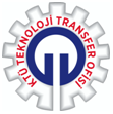 KTÜ TEKNOLOJİ TRANSFER OFİSİ